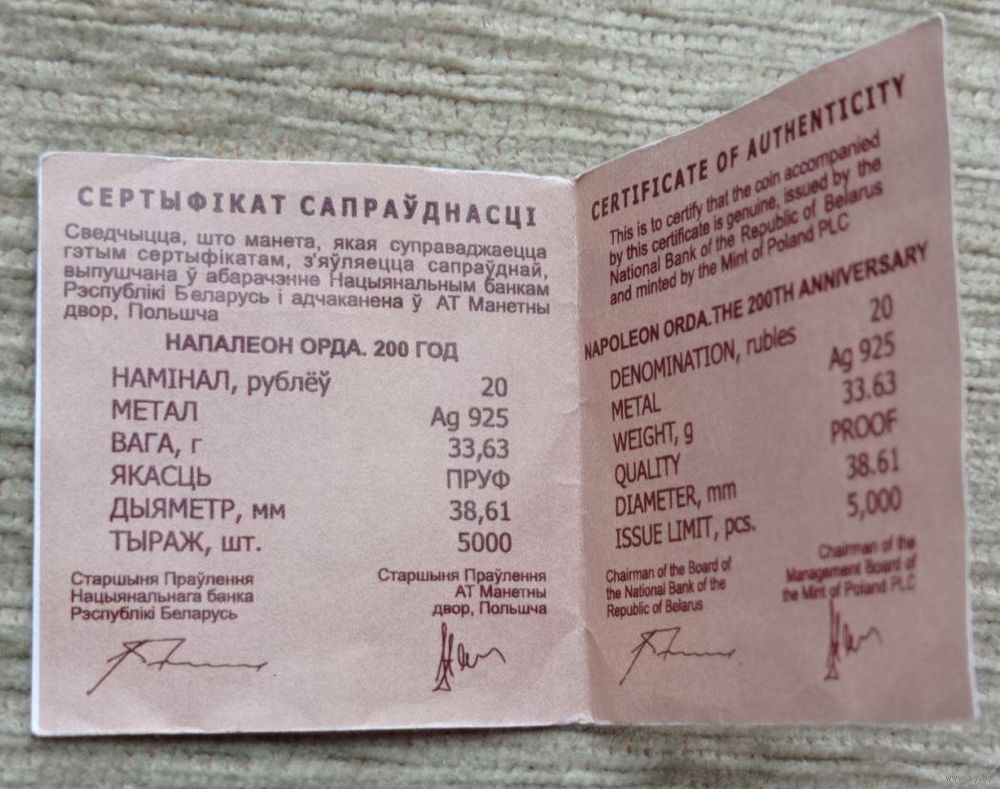 СЕРТЫФІКАТ САПРАЎДНАСЦІ
Сведчыцца, што манета, якая суправаджаецца
гэтым сертыфікатам, з'яўляецца сапраўднай,
выпушчана ў абарачэнне Нацыянальным банкам
Рэспублікі Беларусь і адчаканена ў АТ Манетны
двор, Польшча
НАПАЛЕОН ОРДА. 200 ГОД
НАМІНАЛ, рублёў 20
МЕТАЛ Ag 925
ВАГА, г 33,63
ЯКАСЦЬ ПРУФ
ДЫЯМЕТР, мм 38,61
ТЫРАЖ, шт. 5000
Старшыня Праўлення
Нацыянальнага банка
Рэспублікі Беларусь
Старшыня Праўлення
АТ Манетны
двор, Польшча
CERTIFICATE OF AUTHENTICITY
This is to certify that the coin accompanied
by this certificate is genuine, issued by the
National Bank of the Republic of Belarus
and minted by the Mint of Poland PLC
NAPOLEON ORDA.THE 200TH ANNIVERSARY
DENOMINATION, rubles 20
METAL Ag 925
WEIGHT, g 33.63
QUALITY PROOF
DIAMETER, mm 38.61
ISSUE LIMIT, pcs. 5,000
Chairman of the Board of
the National Bank of the
Republic of Belarus
Chairman of the
Management Board of
the Mint of Poland PLC
www.ay.by